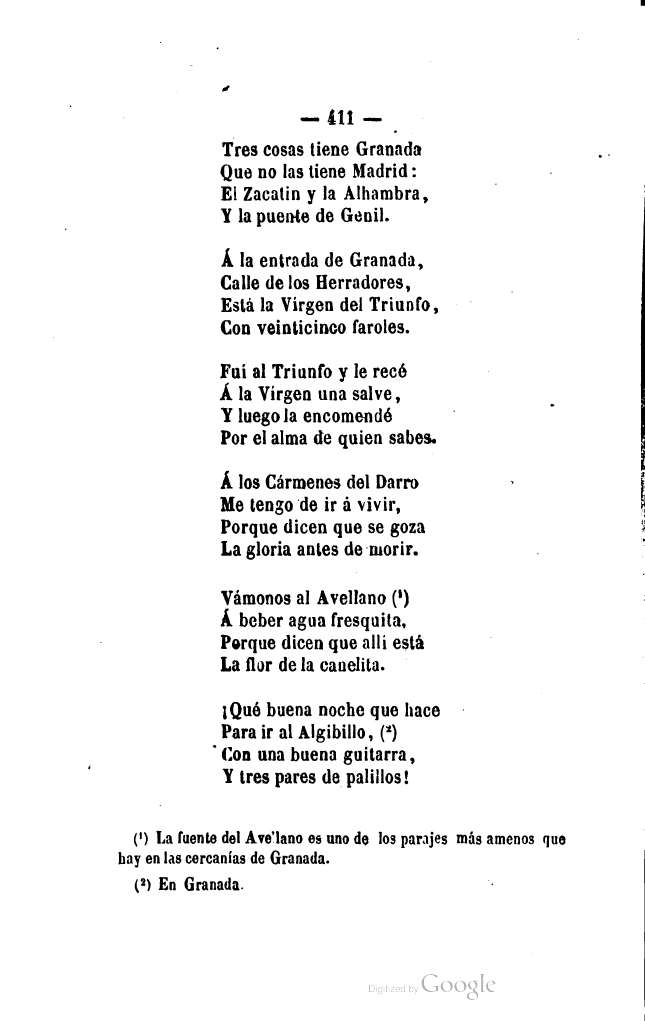 — 411 —
Tres cosas tiene Granada
Que no las tiene Madrid:
El Zacatin y la Alhambra,
Y la puente de Genil.
Á la entrada de Granada,
Calle de los Herradores,
Está la Vírgen del Triunfo,
Con veinticinco faroles.
Fuí al Triunfo y le recé
Á la Vírgen una salve,
Y luego la encomendé
Por el alma de quien sabes.
Á los Cármenes del Darro
Me tengo de ir á vivir,
Porque dicen que se goza
La gloria antes de morir.
Vámonos al Avellano (¹)
Á beber agua fresquita,
Porque dicen que allí está
La flor de la canelita.
¡Qué buena noche que hace
Para ir al Algibillo, (²)
Con una buena guitarra,
Y tres pares de palillos!
(¹) La fuente del Ave'lano es uno de los parajes más amenos que
hay en las cercanías de Granada.
(²) En Granada.
Digitized by Google